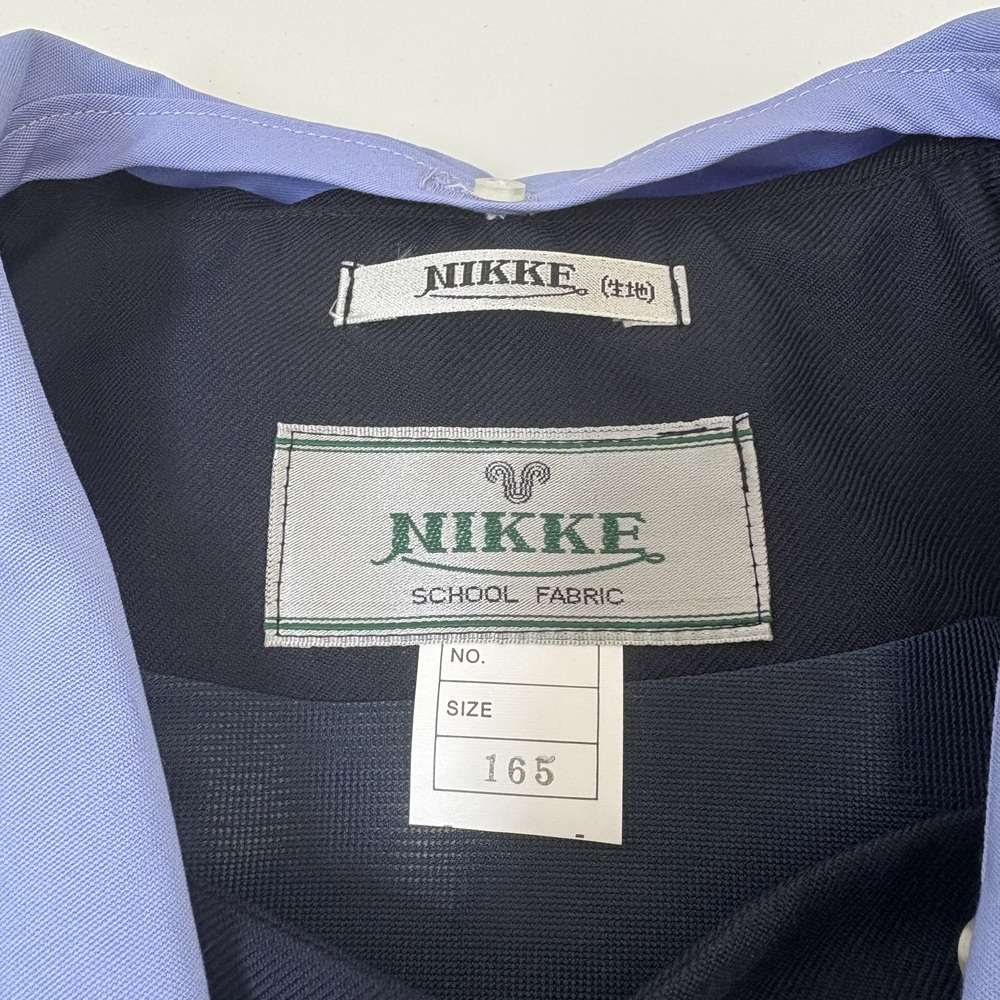 NIKKE (生地)
NIKKE
SCHOOL FABRIC
NO.
SIZE
165